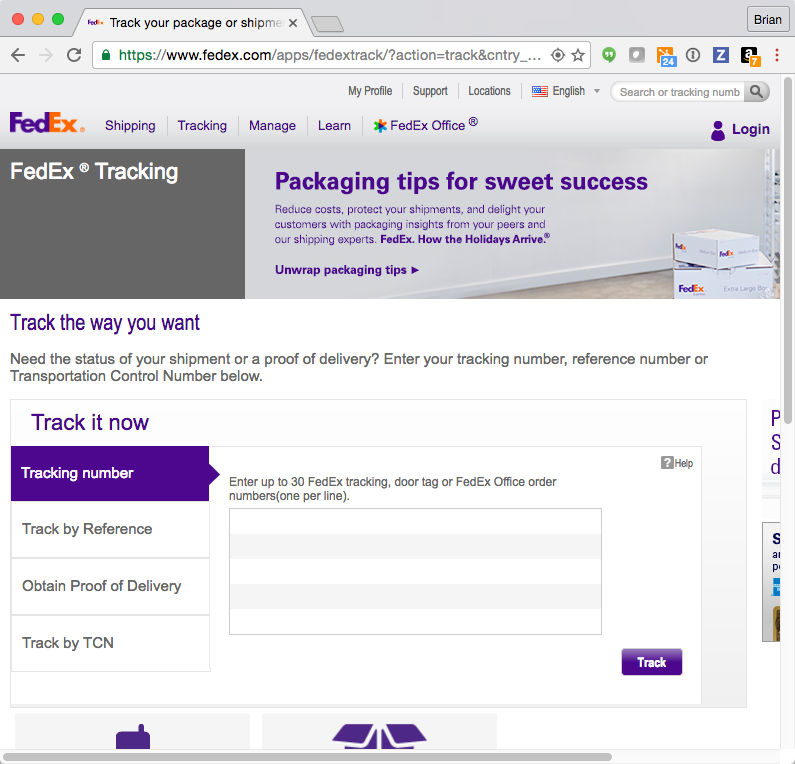 FedEx Track your package or shipme
Brian
https://www.fedex.com/apps/fedextrack/?action=track&cntry_...
24
Z
a
7
My Profile
Support
Locations
English
Search or tracking numb
FedEx®
Shipping
Tracking
Manage
Learn
FedEx Office ®
Login
FedEx ® Tracking
Packaging tips for sweet success
Reduce costs, protect your shipments, and delight your
customers with packaging insights from your peers and
our shipping experts. FedEx. How the Holidays Arrive.®
Unwrap packaging tips ►
FedEx
FedEx
FedEx
Extra Large Bo
Track the way you want
Need the status of your shipment or a proof of delivery? Enter your tracking number, reference number or
Transportation Control Number below.
Track it now
P
S
d
Tracking number
? Help
Enter up to 30 FedEx tracking, door tag or FedEx Office order
numbers(one per line).
Track by Reference
S
an
po
Obtain Proof of Delivery
Track by TCN
Track